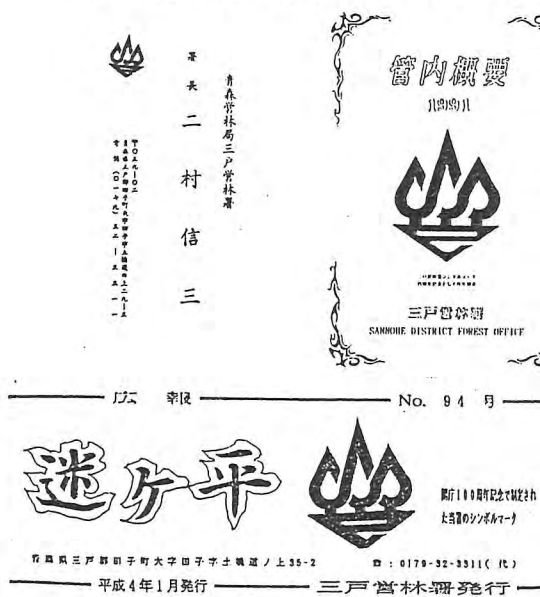 青森営林局三戸営林署
署長 二村信三
管内概要
1991
三戸営林署
SANNOHE DISTRICT FOREST OFFICE
広報
No. 94 号
迷ヶ平
開庁100周年記念で制定され
た当署のシンボルマーク
青森県三戸郡田子町大字田子字土橋道ノ上35-2
☎:0179-32-3311(代)
平成4年1月発行
三戸営林署発行